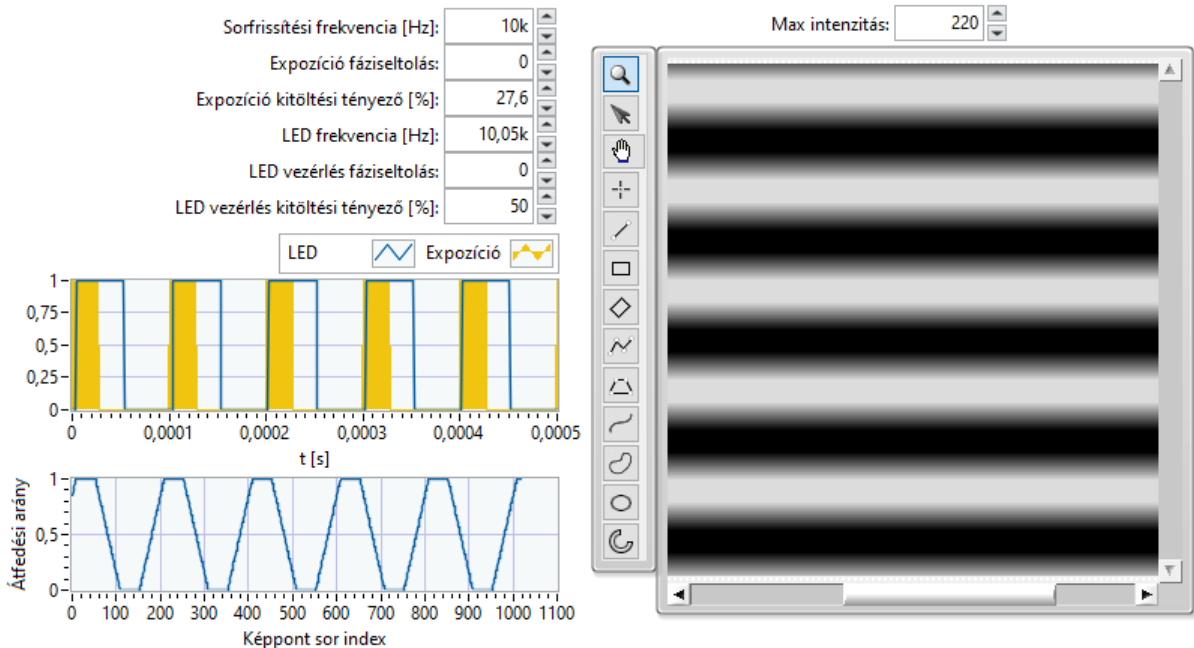 Sorfrissítési frekvencia [Hz]: 10k
Expozíció fáziseltolás: 0
Expozíció kitöltési tényező [%]: 27,6
LED frekvencia [Hz]: 10,05k
LED vezérlés fáziseltolás: 0
LED vezérlés kitöltési tényező [%]: 50
LED Expozíció
1
0,75
0,5
0,25
0
0 0,0001 0,0002 0,0003 0,0004 0,0005
t [s]
Átfedési arány
1
0,5
0
0 100 200 300 400 500 600 700 800 900 1000 1100
Képpont sor index
Max intenzitás: 220